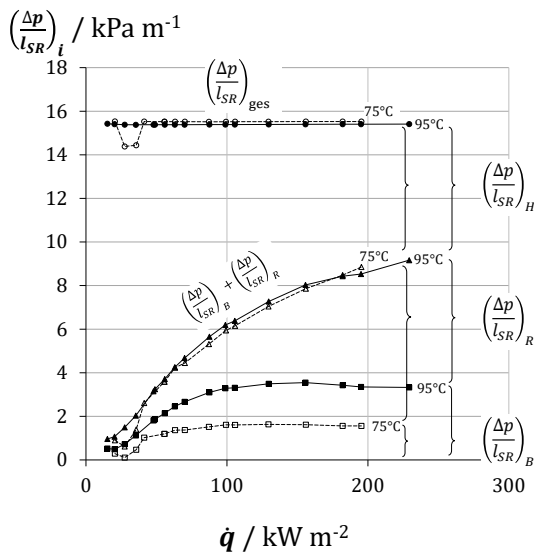 (Δp/l_SR)_i / kPa m⁻¹
18
16
14
12
10
8
6
4
2
0
0 100 200 300
(Δp/l_SR)_ges
75°C
95°C
(Δp/l_SR)_H
(Δp/l_SR)_B + (Δp/l_SR)_R
75°C
95°C
(Δp/l_SR)_R
95°C
75°C
(Δp/l_SR)_B
q̇ / kW m⁻²